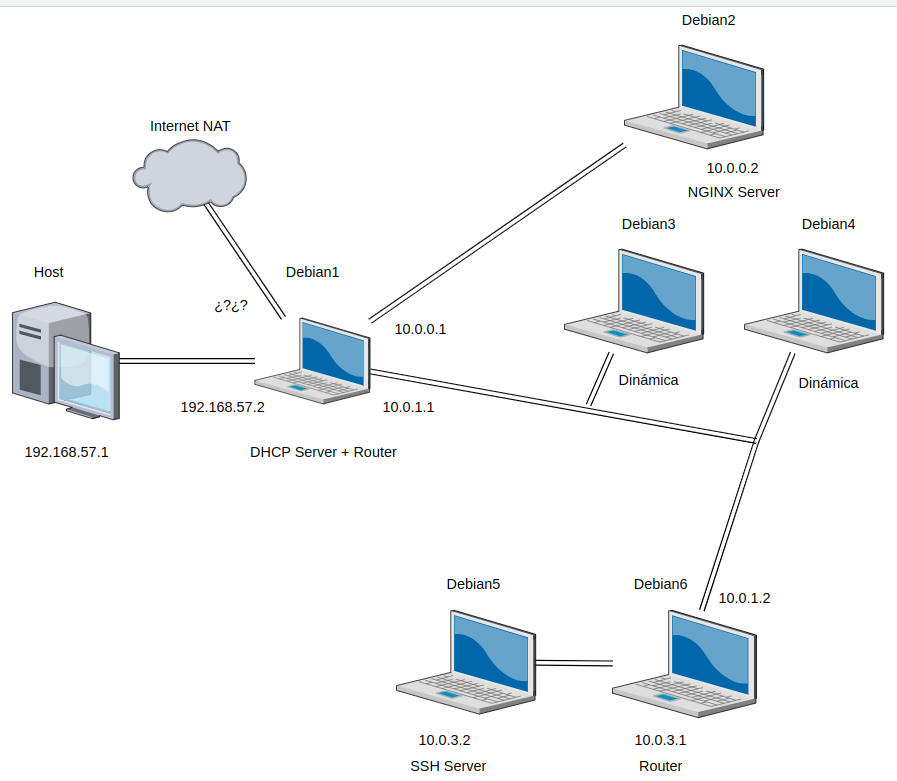 Debian2
Internet NAT
10.0.0.2
NGINX Server
Debian3
Debian4
Host
Debian1
¿?¿?
10.0.0.1
Dinámica
Dinámica
192.168.57.2
10.0.1.1
192.168.57.1
DHCP Server + Router
Debian5
Debian6
10.0.1.2
10.0.3.2
10.0.3.1
SSH Server
Router